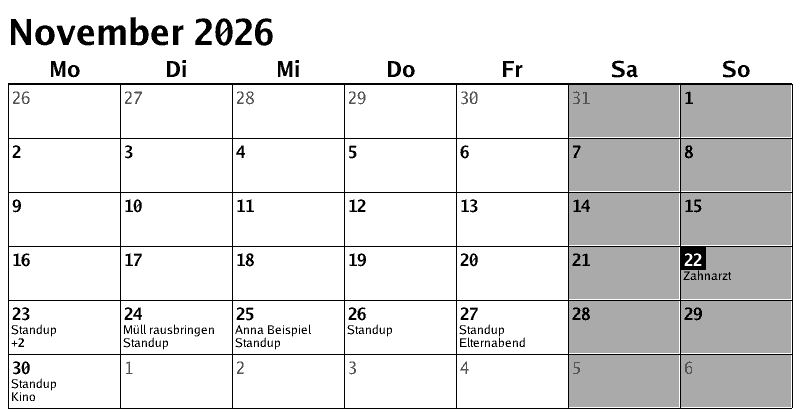 November 2026
Mo Di Mi Do Fr Sa So
26 27 28 29 30 31 1
2 3 4 5 6 7 8
9 10 11 12 13 14 15
16 17 18 19 20 21 22
Zahnarzt
23 24 25 26 27 28 29
Standup Müll rausbringen Anna Beispiel Standup Standup
+2 Standup Standup Elternabend
30 1 2 3 4 5 6
Standup
Kino